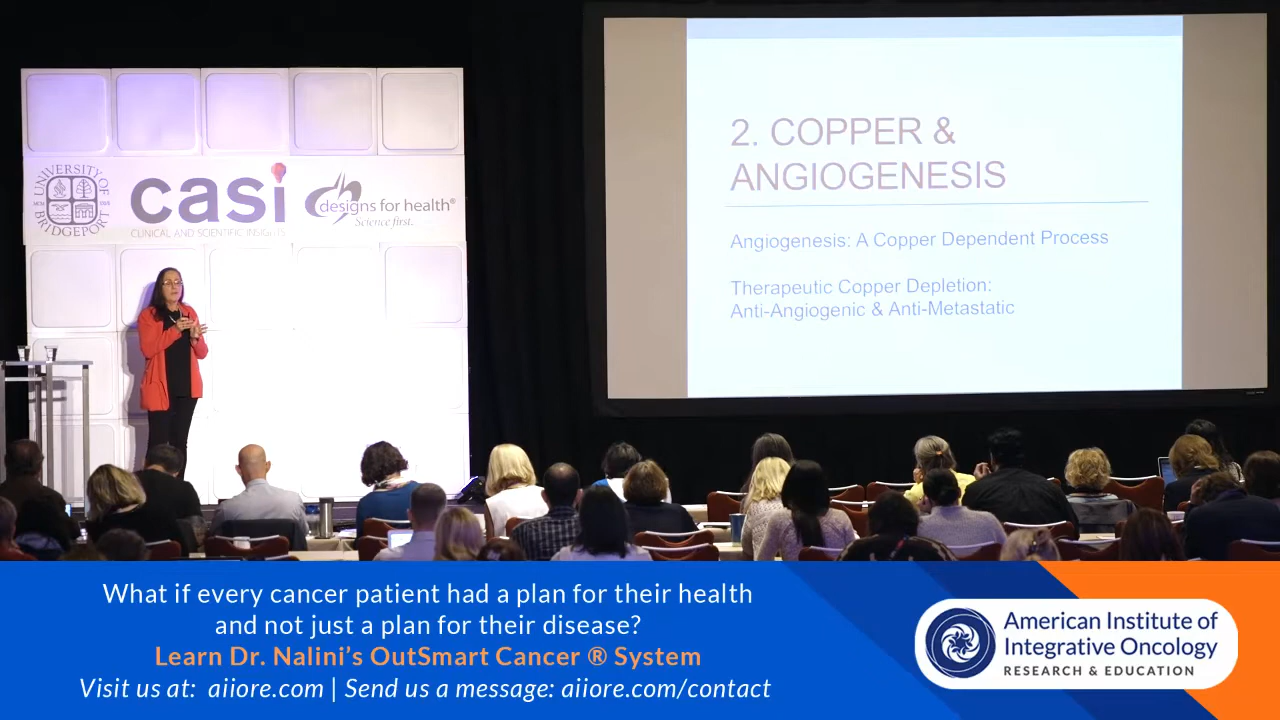 UNIVERSITY OF
BRIDGEPORT
casi
CLINICAL AND SCIENTIFIC INSIGHTS
designs for health®
Science first.
2. COPPER &
ANGIOGENESIS
Angiogenesis: A Copper Dependent Process
Therapeutic Copper Depletion:
Anti-Angiogenic & Anti-Metastatic
What if every cancer patient had a plan for their health
and not just a plan for their disease?
Learn Dr. Nalini’s OutSmart Cancer ® System
Visit us at: aiiore.com | Send us a message: aiiore.com/contact
American Institute of
Integrative Oncology
RESEARCH & EDUCATION